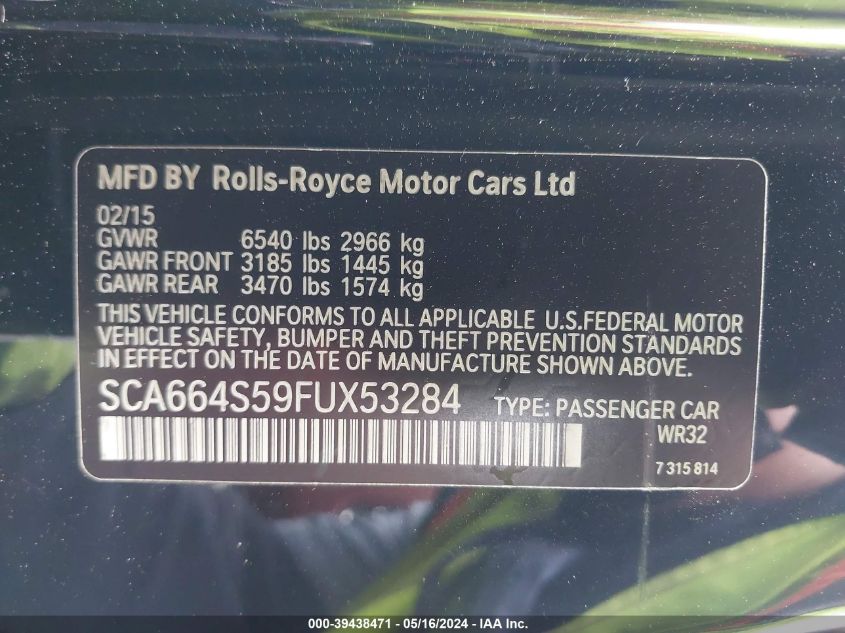 MFD BY Rolls-Royce Motor Cars Ltd
02/15
GVWR 6540 lbs 2966 kg
GAWR FRONT 3185 lbs 1445 kg
GAWR REAR 3470 lbs 1574 kg
THIS VEHICLE CONFORMS TO ALL APPLICABLE U.S.FEDERAL MOTOR
VEHICLE SAFETY, BUMPER AND THEFT PREVENTION STANDARDS
IN EFFECT ON THE DATE OF MANUFACTURE SHOWN ABOVE.
SCA664S59FUX53284 TYPE: PASSENGER CAR
WR32
7 315 814
000-39438471 — 05/16/2024 — IAA Inc.